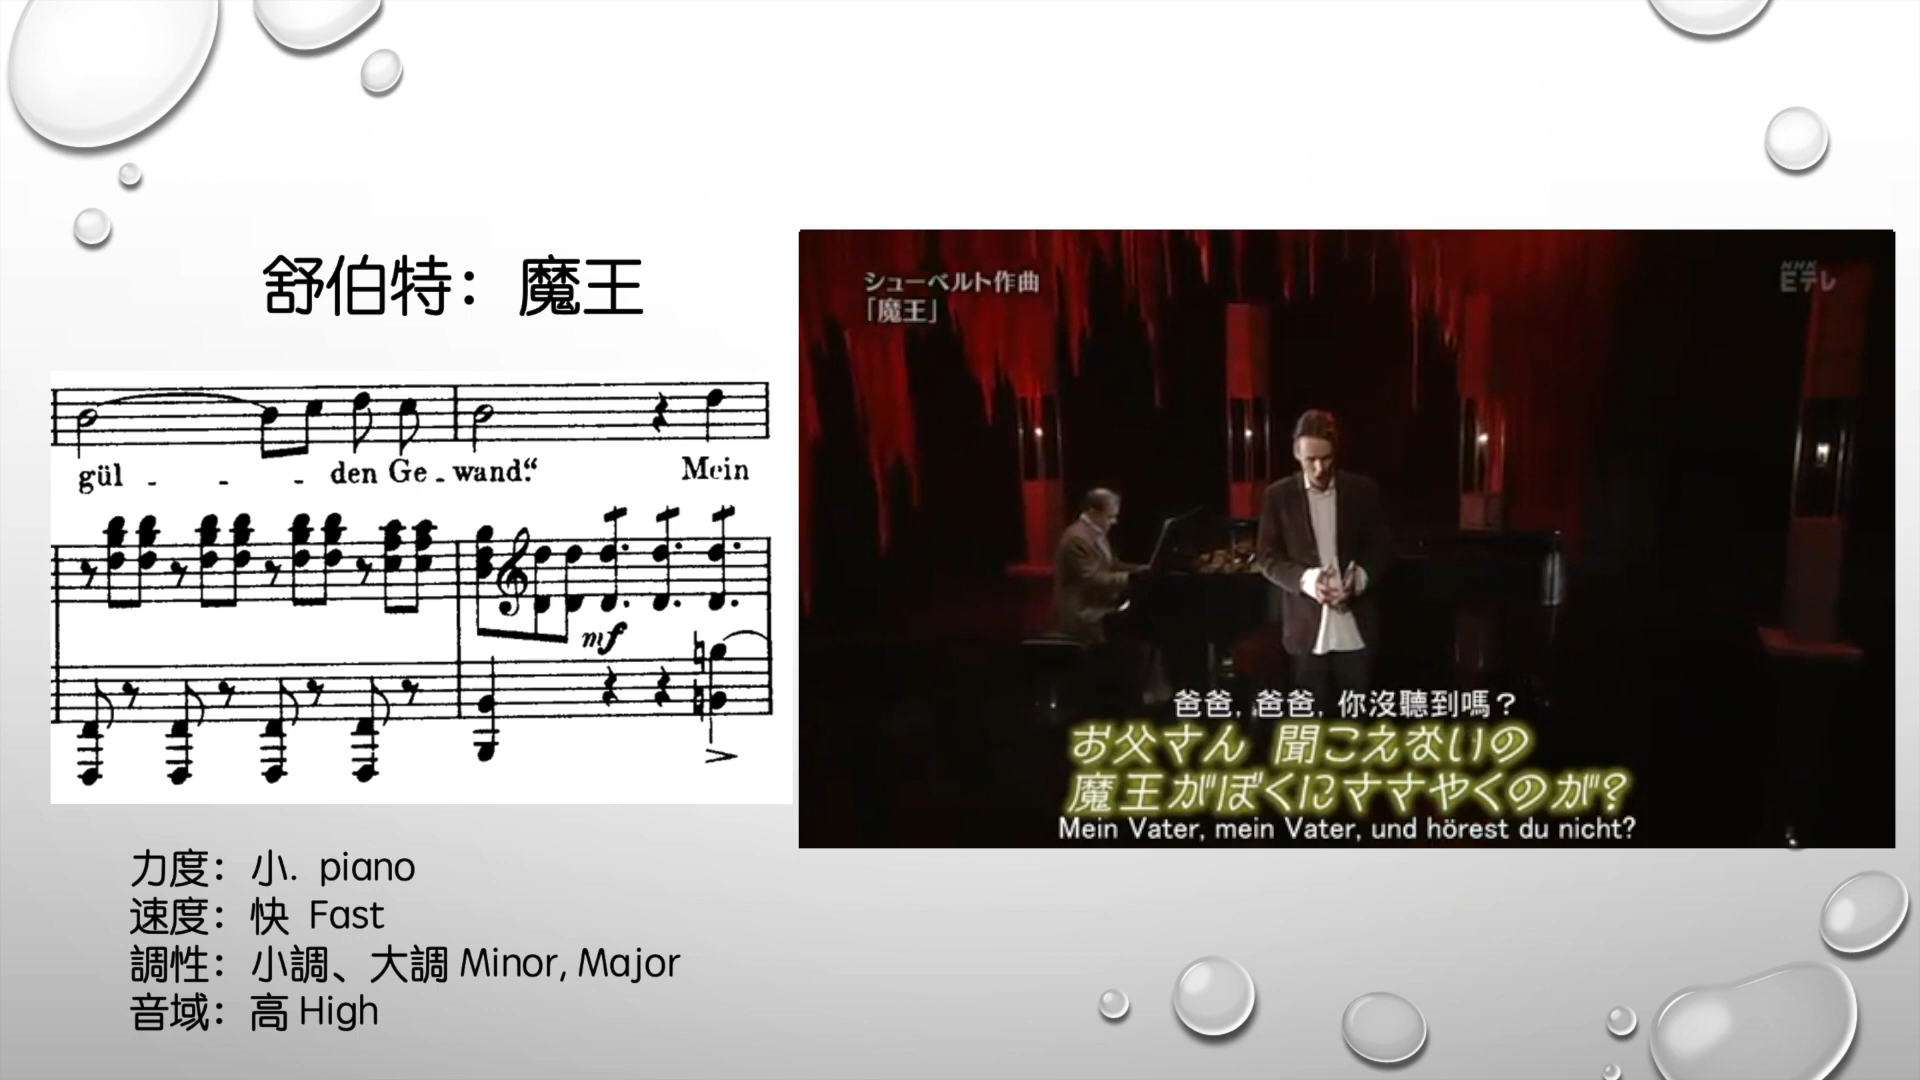 舒伯特：魔王
gül - - - den Ge - wand.“ Mein
mf
力度：小. piano
速度：快 Fast
調性：小調、大調 Minor, Major
音域：高 High
シューベルト作曲
「魔王」
NHK
Eテレ
爸爸, 爸爸, 你沒聽到嗎？
お父さん 聞こえないの
魔王がぼくにささやくのが?
Mein Vater, mein Vater, und hörest du nicht?